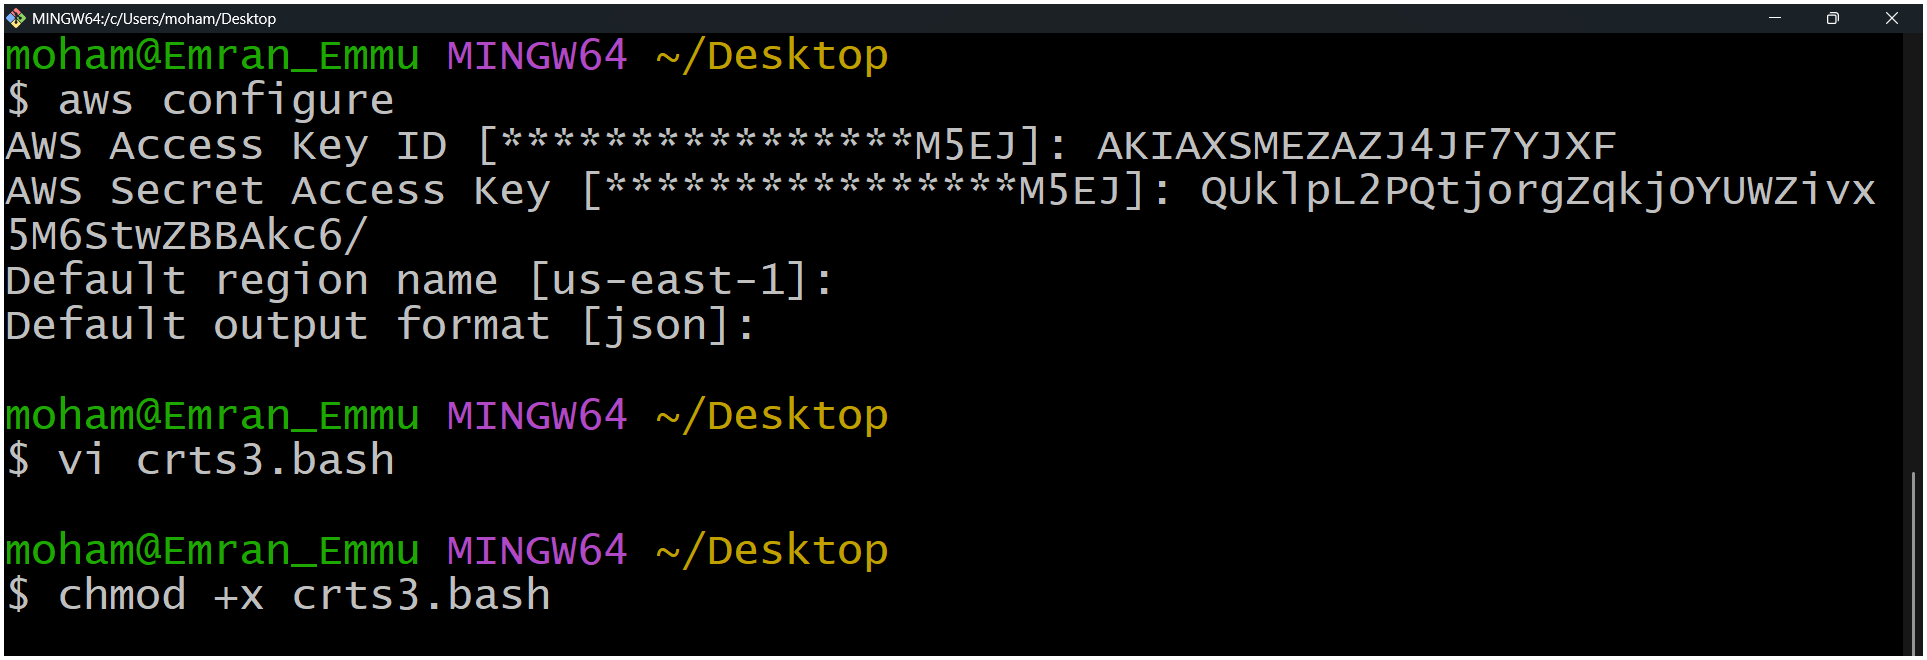 MINGW64:/c/Users/moham/Desktop
moham@Emran_Emmu MINGW64 ~/Desktop
$ aws configure
AWS Access Key ID [****************M5EJ]: AKIAXSMEZAZJ4JF7YJXF
AWS Secret Access Key [****************M5EJ]: QUklpL2PQtjorgZqkjOYUWZivx
5M6StwZBBAkc6/
Default region name [us-east-1]:
Default output format [json]:
moham@Emran_Emmu MINGW64 ~/Desktop
$ vi crts3.bash
moham@Emran_Emmu MINGW64 ~/Desktop
$ chmod +x crts3.bash